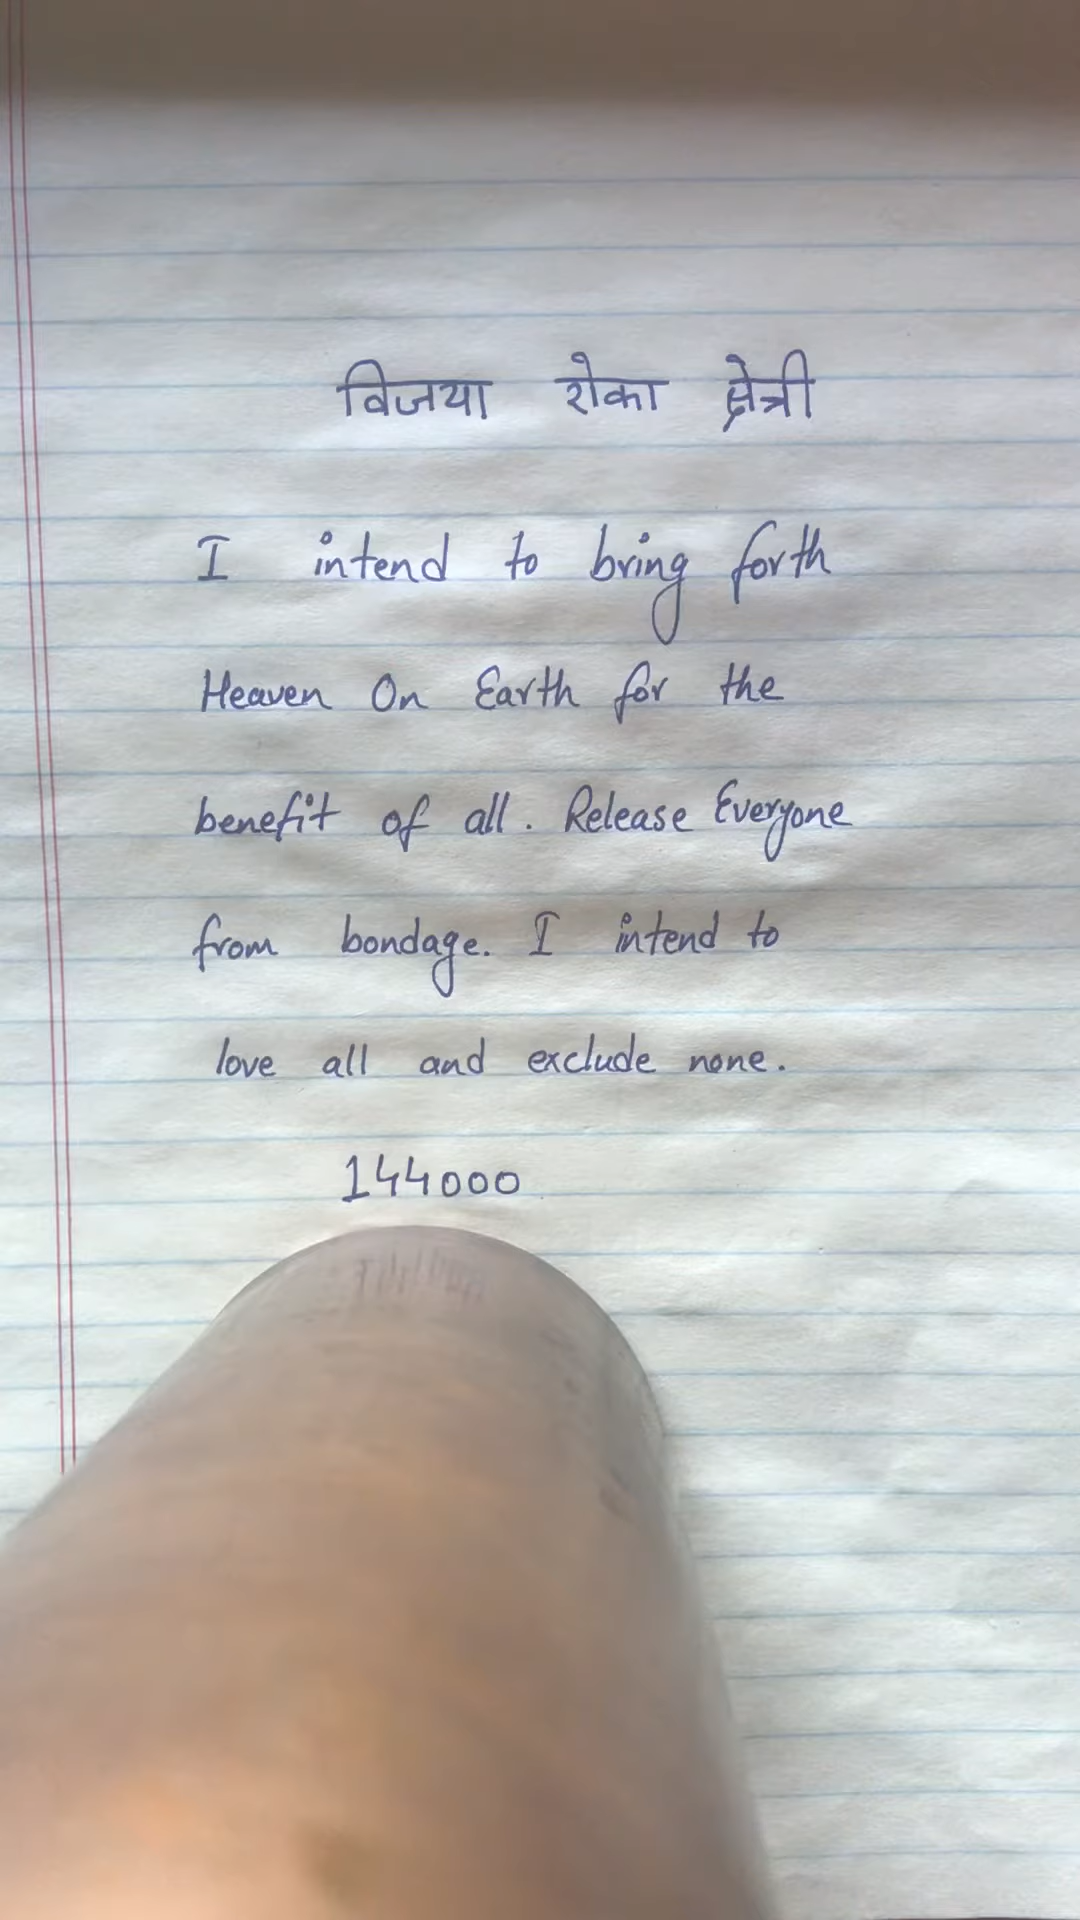 विजया रोका क्षेत्री
I intend to bring forth
Heaven On Earth for the
benefit of all. Release Everyone
from bondage. I intend to
love all and exclude none.
144000